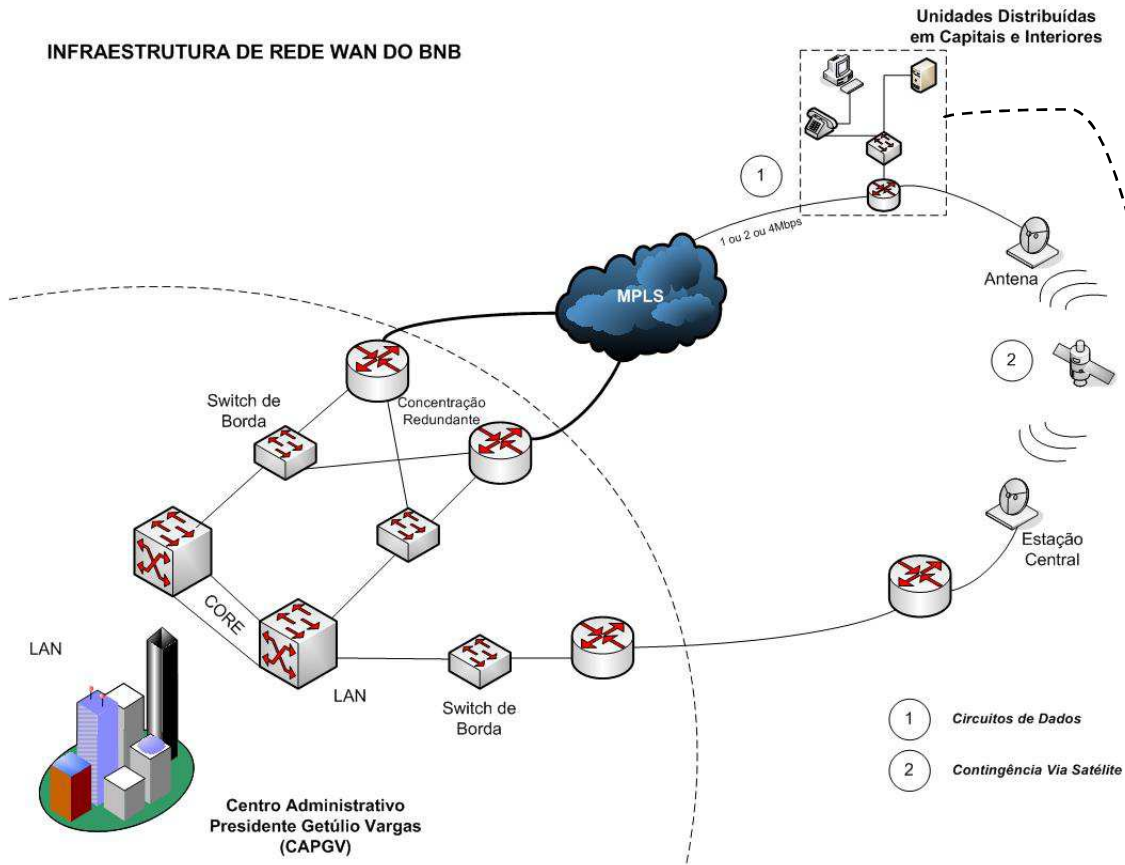 INFRAESTRUTURA DE REDE WAN DO BNB
Unidades Distribuídas
em Capitais e Interiores
1
1 ou 2 ou 4Mbps
Antena
MPLS
2
Switch de
Borda
Concentração
Redundante
Estação
Central
CORE
LAN
LAN
Switch de
Borda
1
Circuitos de Dados
2
Contingência Via Satélite
Centro Administrativo
Presidente Getúlio Vargas
(CAPGV)